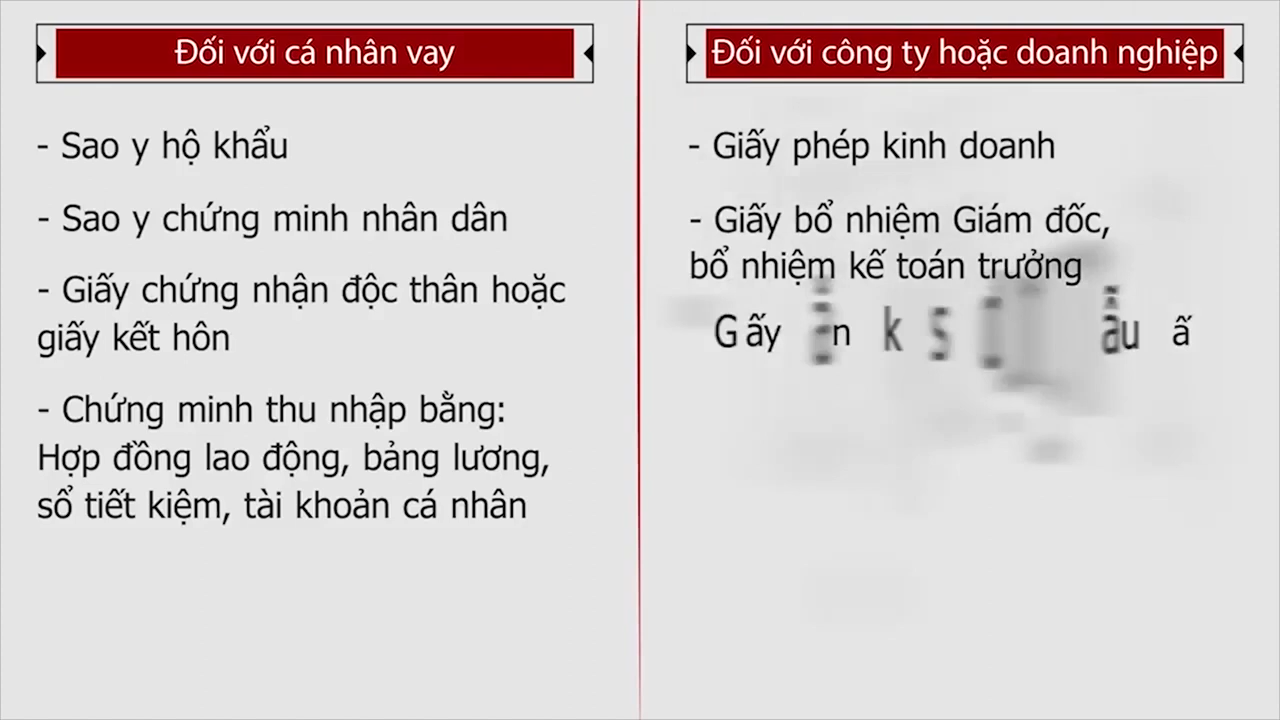 Đối với cá nhân vay
- Sao y hộ khẩu
- Sao y chứng minh nhân dân
- Giấy chứng nhận độc thân hoặc
giấy kết hôn
- Chứng minh thu nhập bằng:
Hợp đồng lao động, bảng lương,
sổ tiết kiệm, tài khoản cá nhân
Đối với công ty hoặc doanh nghiệp
- Giấy phép kinh doanh
- Giấy bổ nhiệm Giám đốc,
bổ nhiệm kế toán trưởng